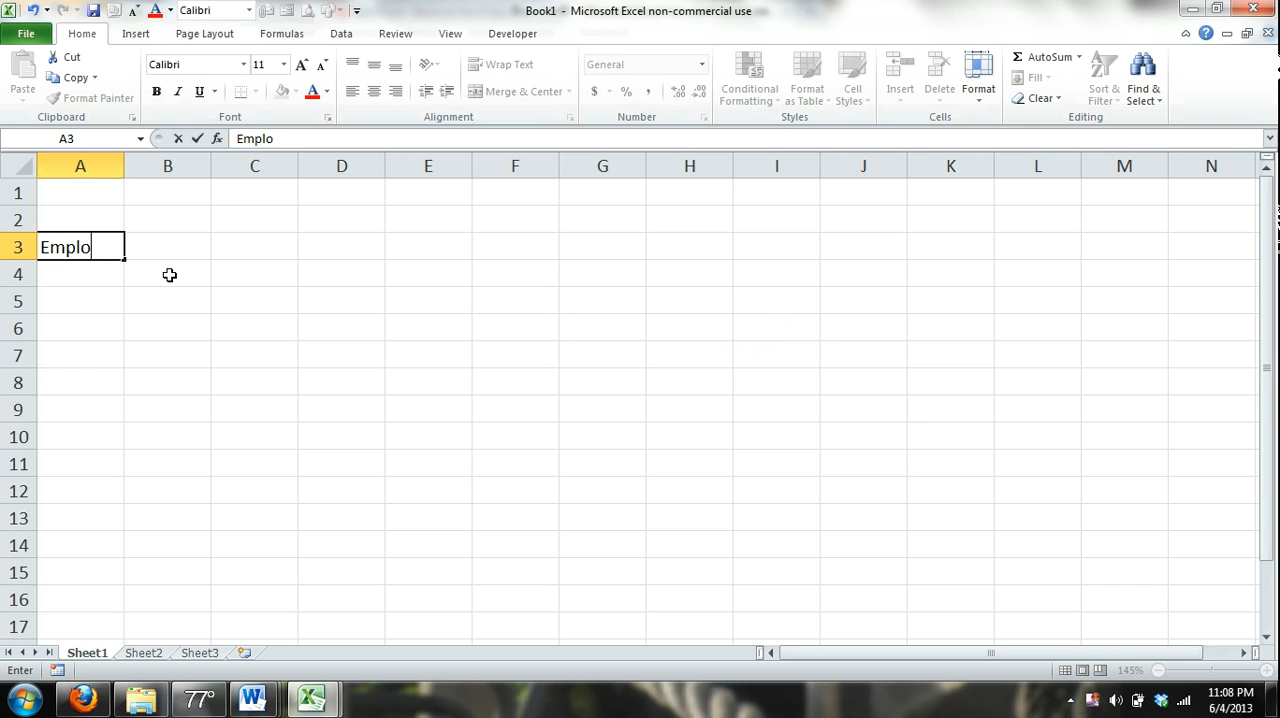 Calibri
Book1 - Microsoft Excel non-commercial use
File Home Insert Page Layout Formulas Data Review View Developer
Paste
Cut
Copy
Format Painter
Calibri 11
B I U
Wrap Text
Merge & Center
General
$ % , .00
Conditional Formatting
Format as Table
Cell Styles
Insert
Delete
Format
Σ AutoSum
Fill
Clear
Sort & Filter
Find & Select
Clipboard Font Alignment Number Styles Cells Editing
A3 fx Emplo
A B C D E F G H I J K L M N
1
2
3 Emplo
4
5
6
7
8
9
10
11
12
13
14
15
16
17
Sheet1 Sheet2 Sheet3
Enter 145%
77°
11:08 PM
6/4/2013